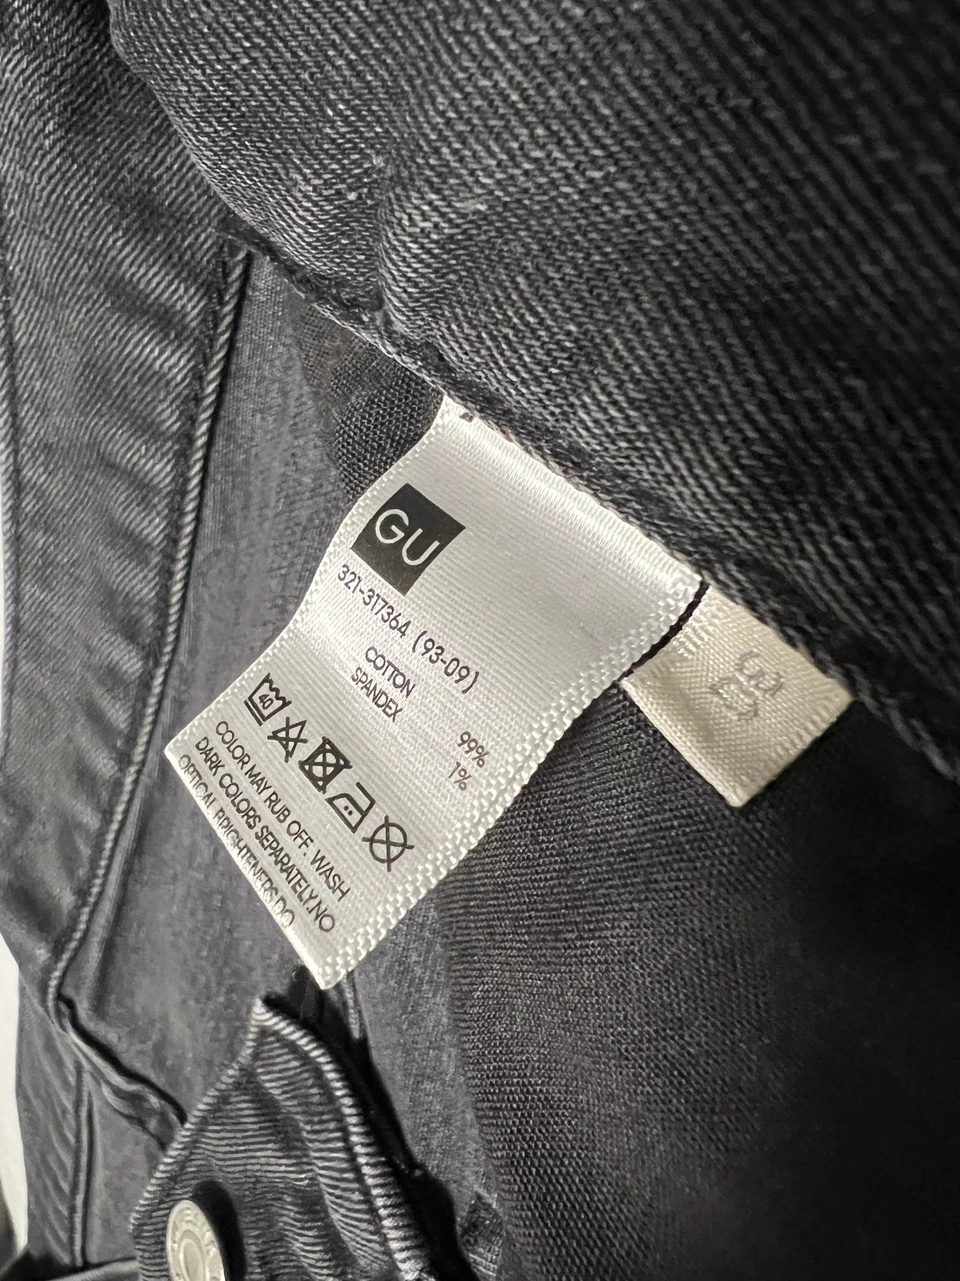 GU
321-317364 (93-09)
COTTON 99%
SPANDEX 1%
40
COLOR MAY RUB OFF. WASH
DARK COLORS SEPARATELY.NO
OPTICAL BRIGHTENERS.DO